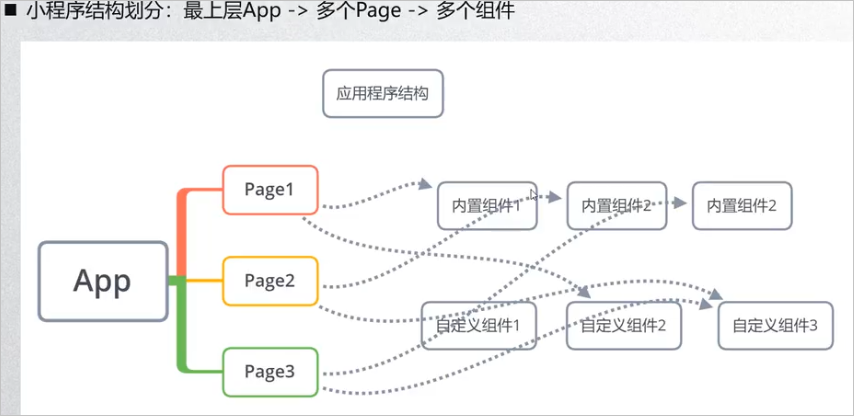 ■ 小程序结构划分：最上层App -> 多个Page -> 多个组件
应用程序结构
Page1
内置组件1
内置组件2
内置组件2
App
Page2
自定义组件1
自定义组件2
自定义组件3
Page3